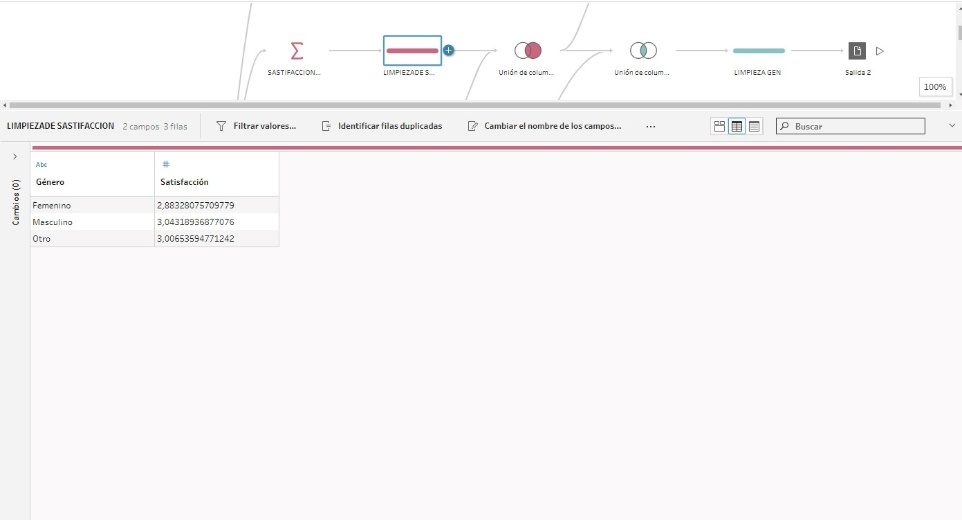 SASTIFACCION...
LIMPIEZADE S...
Unión de colum...
Unión de colum...
LIMPIEZA GEN
Salida 2
100%
LIMPIEZADE SASTIFACCION 2 campos 3 filas Filtrar valores... Identificar filas duplicadas Cambiar el nombre de los campos... ... Buscar
Cambios (0)
Abc #
Género Satisfacción
Femenino 2,88328075709779
Masculino 3,04318936877076
Otro 3,00653594771242